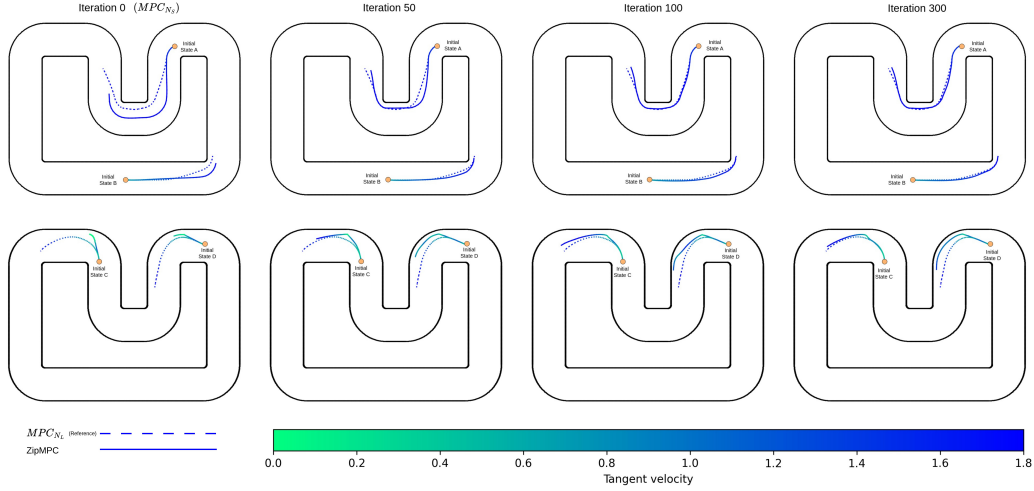 Iteration 0 (MPC_{N_S})
Iteration 50
Iteration 100
Iteration 300
Initial
State A
Initial
State B
Initial
State A
Initial
State B
Initial
State A
Initial
State B
Initial
State A
Initial
State B
Initial
State C
Initial
State D
Initial
State C
Initial
State D
Initial
State C
Initial
State D
Initial
State C
Initial
State D
MPC_{N_L} (Reference)
ZipMPC
0.0 0.2 0.4 0.6 0.8 1.0 1.2 1.4 1.6 1.8
Tangent velocity